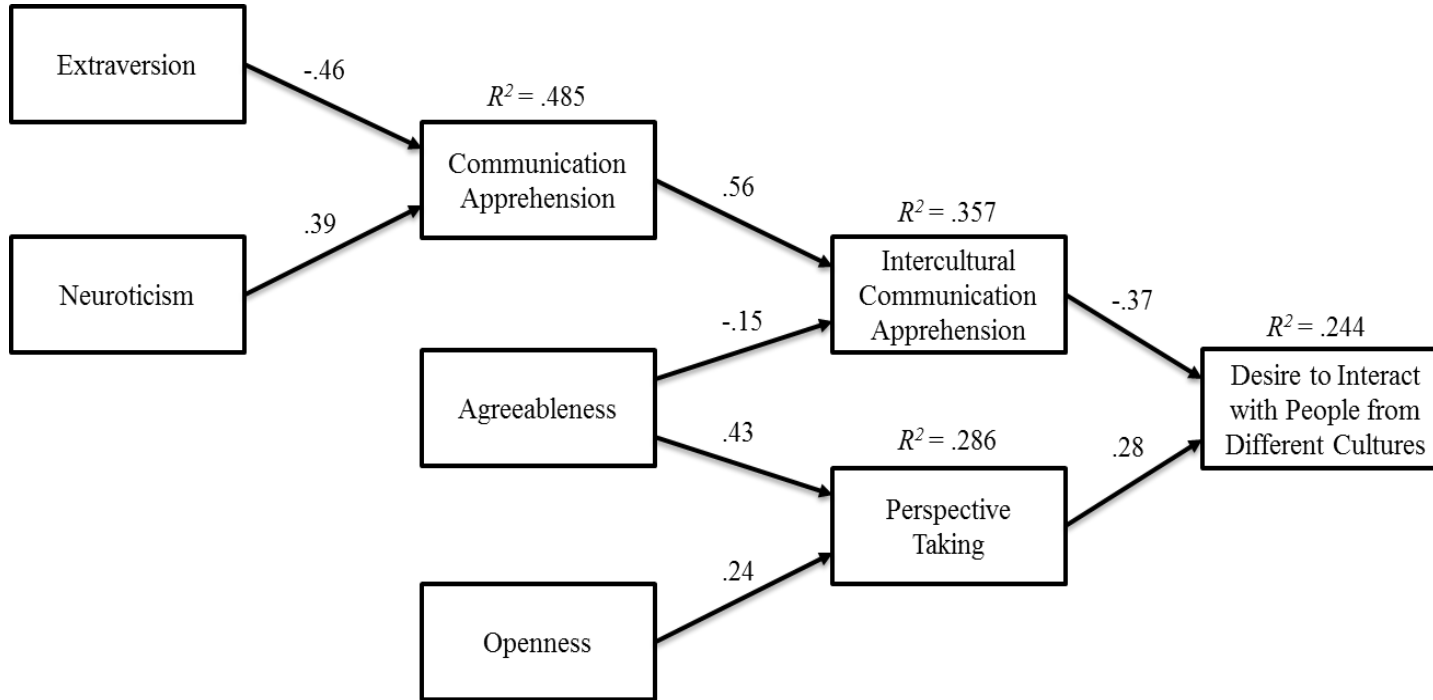 Extraversion
-.46
R² = .485
Communication
Apprehension
Neuroticism
.39
.56
R² = .357
Intercultural
Communication
Apprehension
Agreeableness
-.15
.43
-.37
R² = .244
Desire to Interact
with People from
Different Cultures
R² = .286
Perspective
Taking
.28
Openness
.24